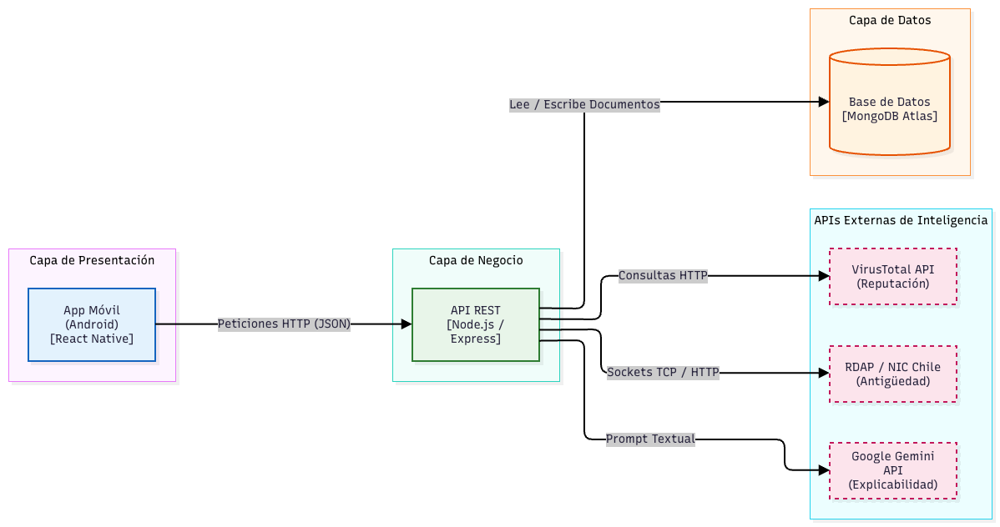 Capa de Datos
Base de Datos
[MongoDB Atlas]
Lee / Escribe Documentos
Capa de Presentación
App Móvil
(Android)
[React Native]
Peticiones HTTP (JSON)
Capa de Negocio
API REST
[Node.js /
Express]
Consultas HTTP
Sockets TCP / HTTP
Prompt Textual
APIs Externas de Inteligencia
VirusTotal API
(Reputación)
RDAP / NIC Chile
(Antigüedad)
Google Gemini
API
(Explicabilidad)